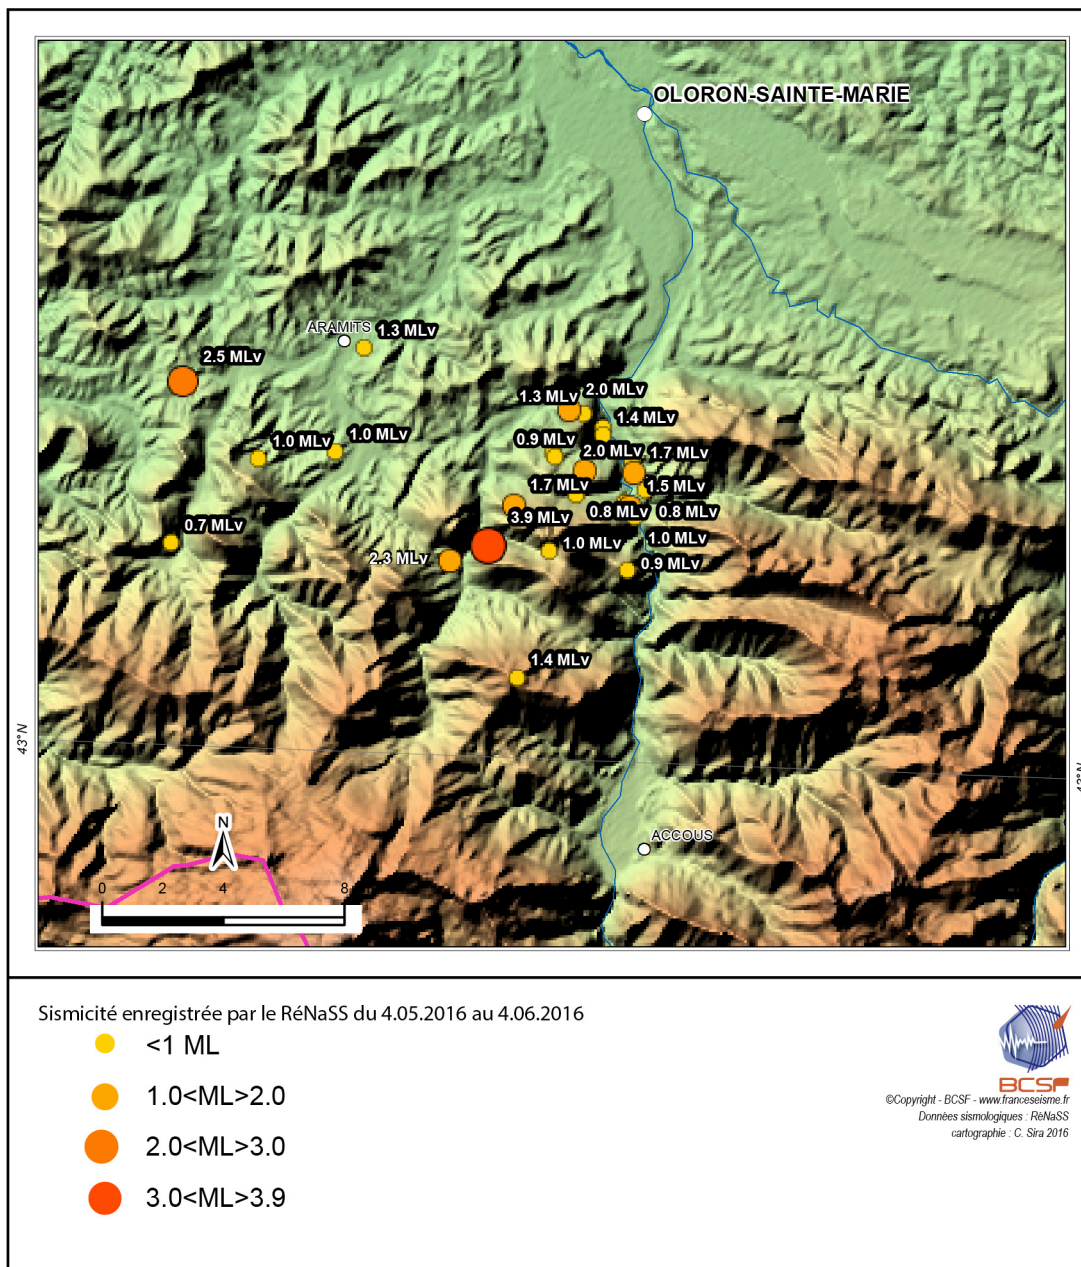 OLORON-SAINTE-MARIE
ARAMITS
1.3 MLv
2.5 MLv
2.0 MLv
1.3 MLv
1.4 MLv
1.0 MLv
1.0 MLv
0.9 MLv
2.0 MLv
1.7 MLv
1.7 MLv
1.5 MLv
3.9 MLv
0.8 MLv
0.8 MLv
0.7 MLv
1.0 MLv
1.0 MLv
2.3 MLv
0.9 MLv
1.4 MLv
43°N
ACCOUS
N
0 2 4 8
Sismicité enregistrée par le RéNaSS du 4.05.2016 au 4.06.2016
<1 ML
1.0<ML>2.0
2.0<ML>3.0
3.0<ML>3.9
BCSF
©Copyright - BCSF - www.franceseisme.fr
Données sismologiques : RéNaSS
cartographie : C. Sira 2016